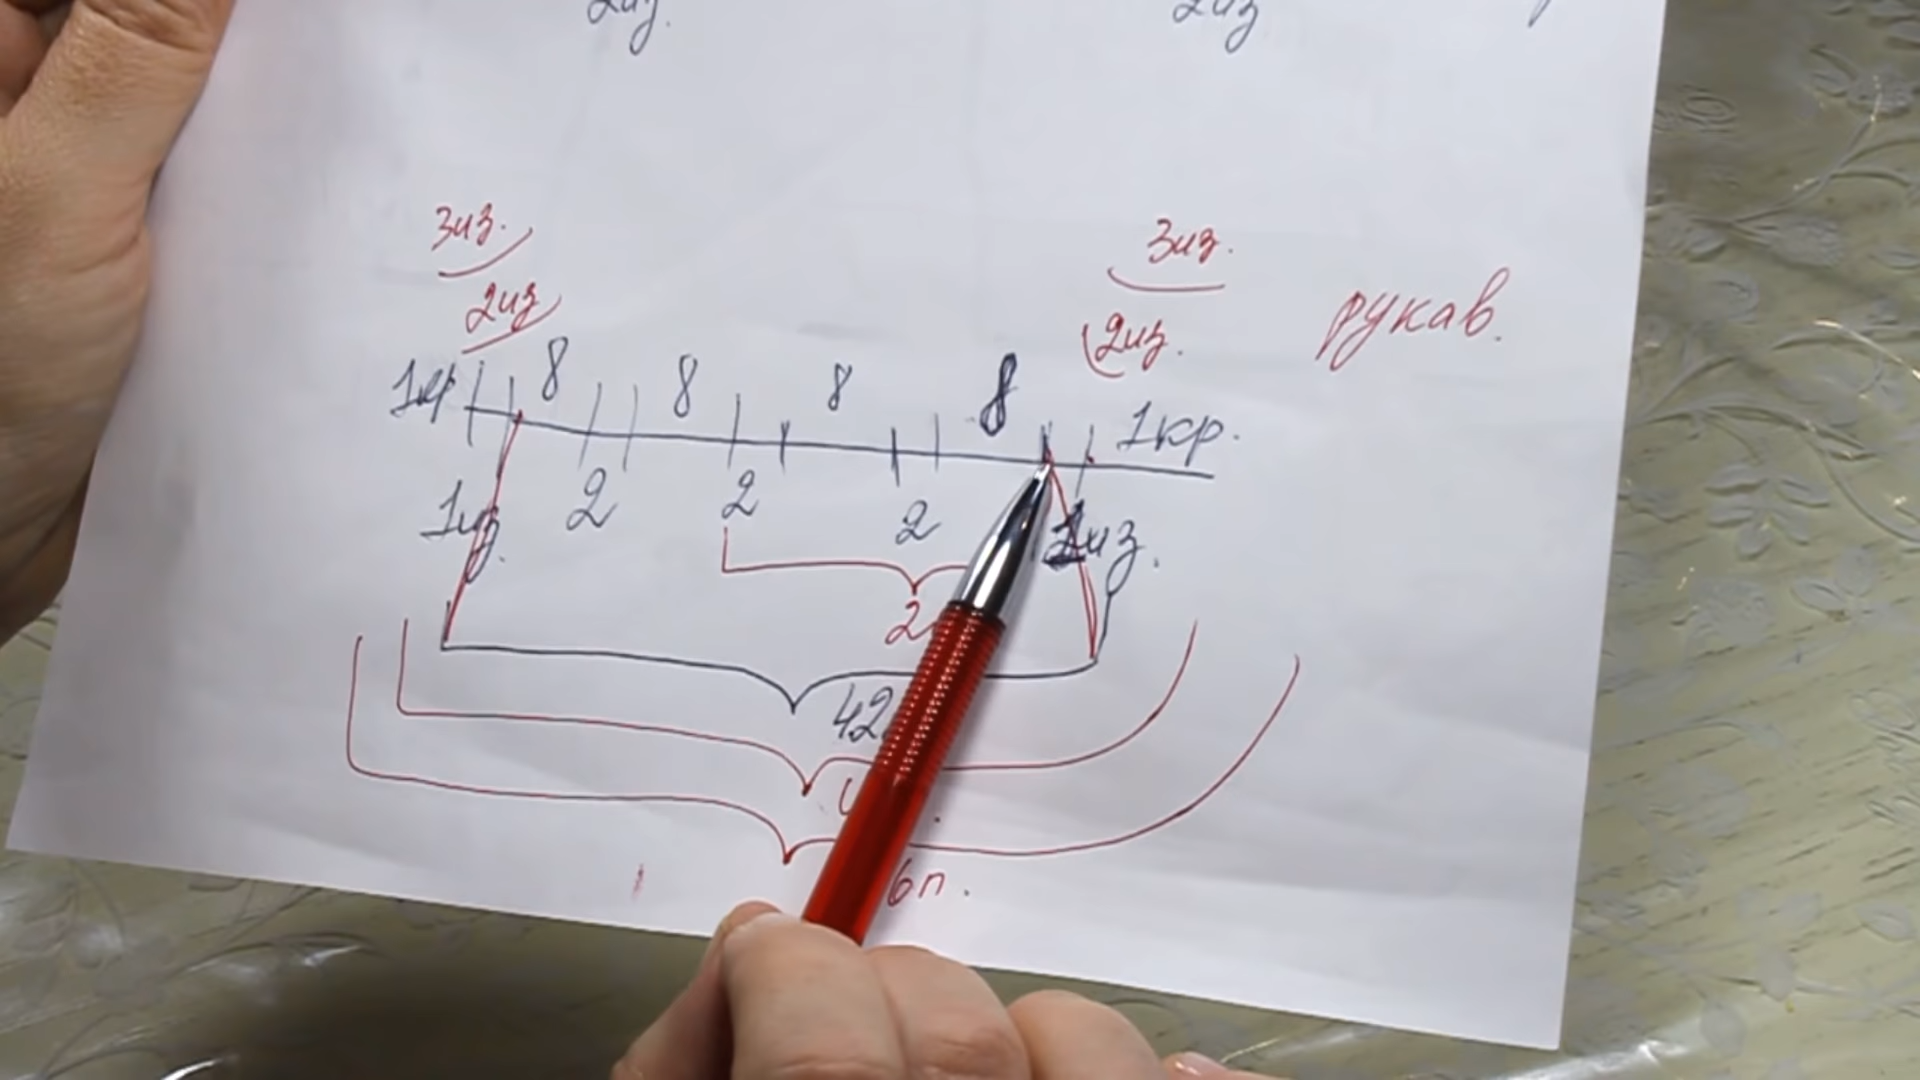 2из. 2из
3из. 3из.
2из 2из. рукав.
1кр 8 8 8 8 1кр.
1из. 2 2 2 1из.
2
42
6п.